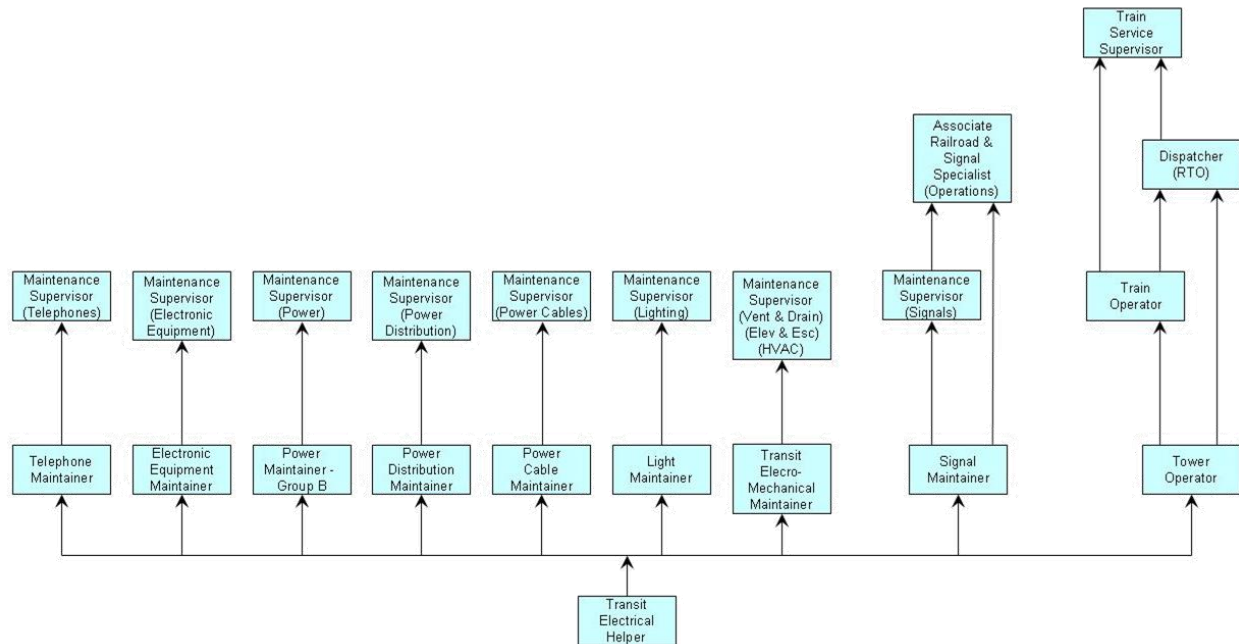 Train
Service
Supervisor
Associate
Railroad &
Signal
Specialist
(Operations)
Dispatcher
(RTO)
Maintenance
Supervisor
(Telephones)
Maintenance
Supervisor
(Electronic
Equipment)
Maintenance
Supervisor
(Power)
Maintenance
Supervisor
(Power
Distribution)
Maintenance
Supervisor
(Power Cables)
Maintenance
Supervisor
(Lighting)
Maintenance
Supervisor
(Vent & Drain)
(Elev & Esc)
(HVAC)
Maintenance
Supervisor
(Signals)
Train
Operator
Telephone
Maintainer
Electronic
Equipment
Maintainer
Power
Maintainer -
Group B
Power
Distribution
Maintainer
Power
Cable
Maintainer
Light
Maintainer
Transit
Elecro-
Mechanical
Maintainer
Signal
Maintainer
Tower
Operator
Transit
Electrical
Helper